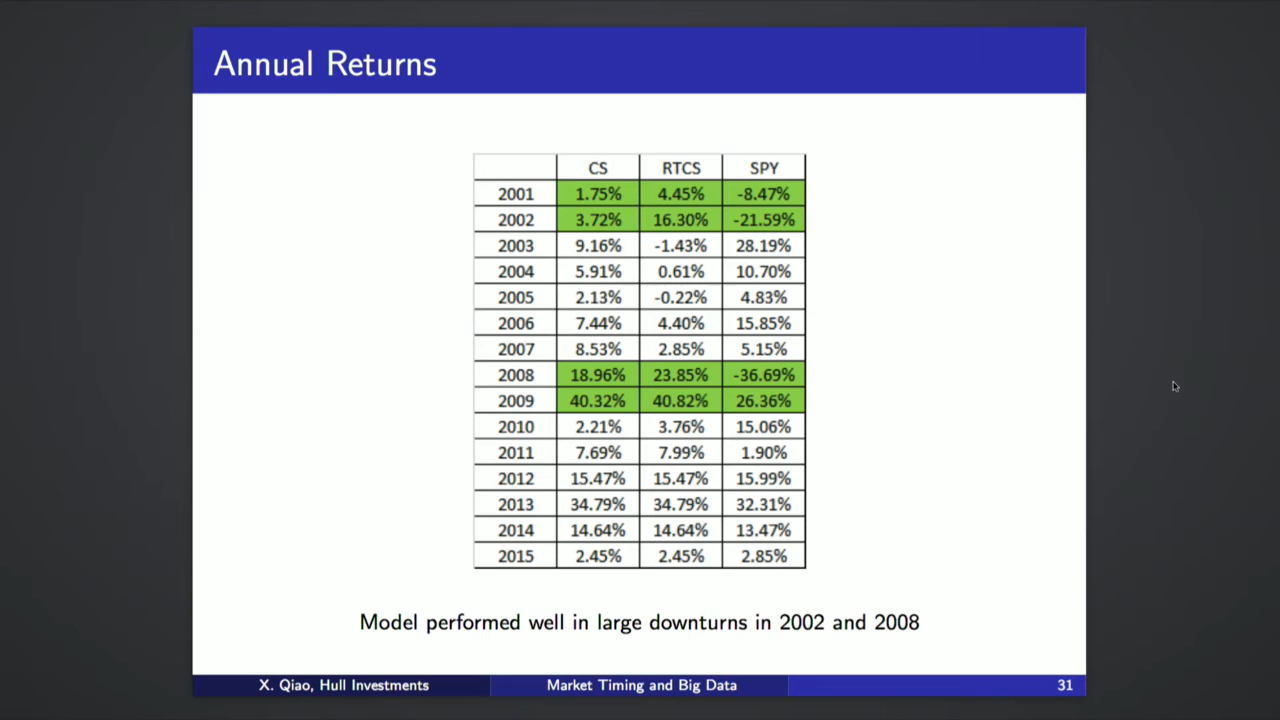 Annual Returns
CS RTCS SPY
2001 1.75% 4.45% -8.47%
2002 3.72% 16.30% -21.59%
2003 9.16% -1.43% 28.19%
2004 5.91% 0.61% 10.70%
2005 2.13% -0.22% 4.83%
2006 7.44% 4.40% 15.85%
2007 8.53% 2.85% 5.15%
2008 18.96% 23.85% -36.69%
2009 40.32% 40.82% 26.36%
2010 2.21% 3.76% 15.06%
2011 7.69% 7.99% 1.90%
2012 15.47% 15.47% 15.99%
2013 34.79% 34.79% 32.31%
2014 14.64% 14.64% 13.47%
2015 2.45% 2.45% 2.85%
Model performed well in large downturns in 2002 and 2008
X. Qiao, Hull Investments Market Timing and Big Data 31